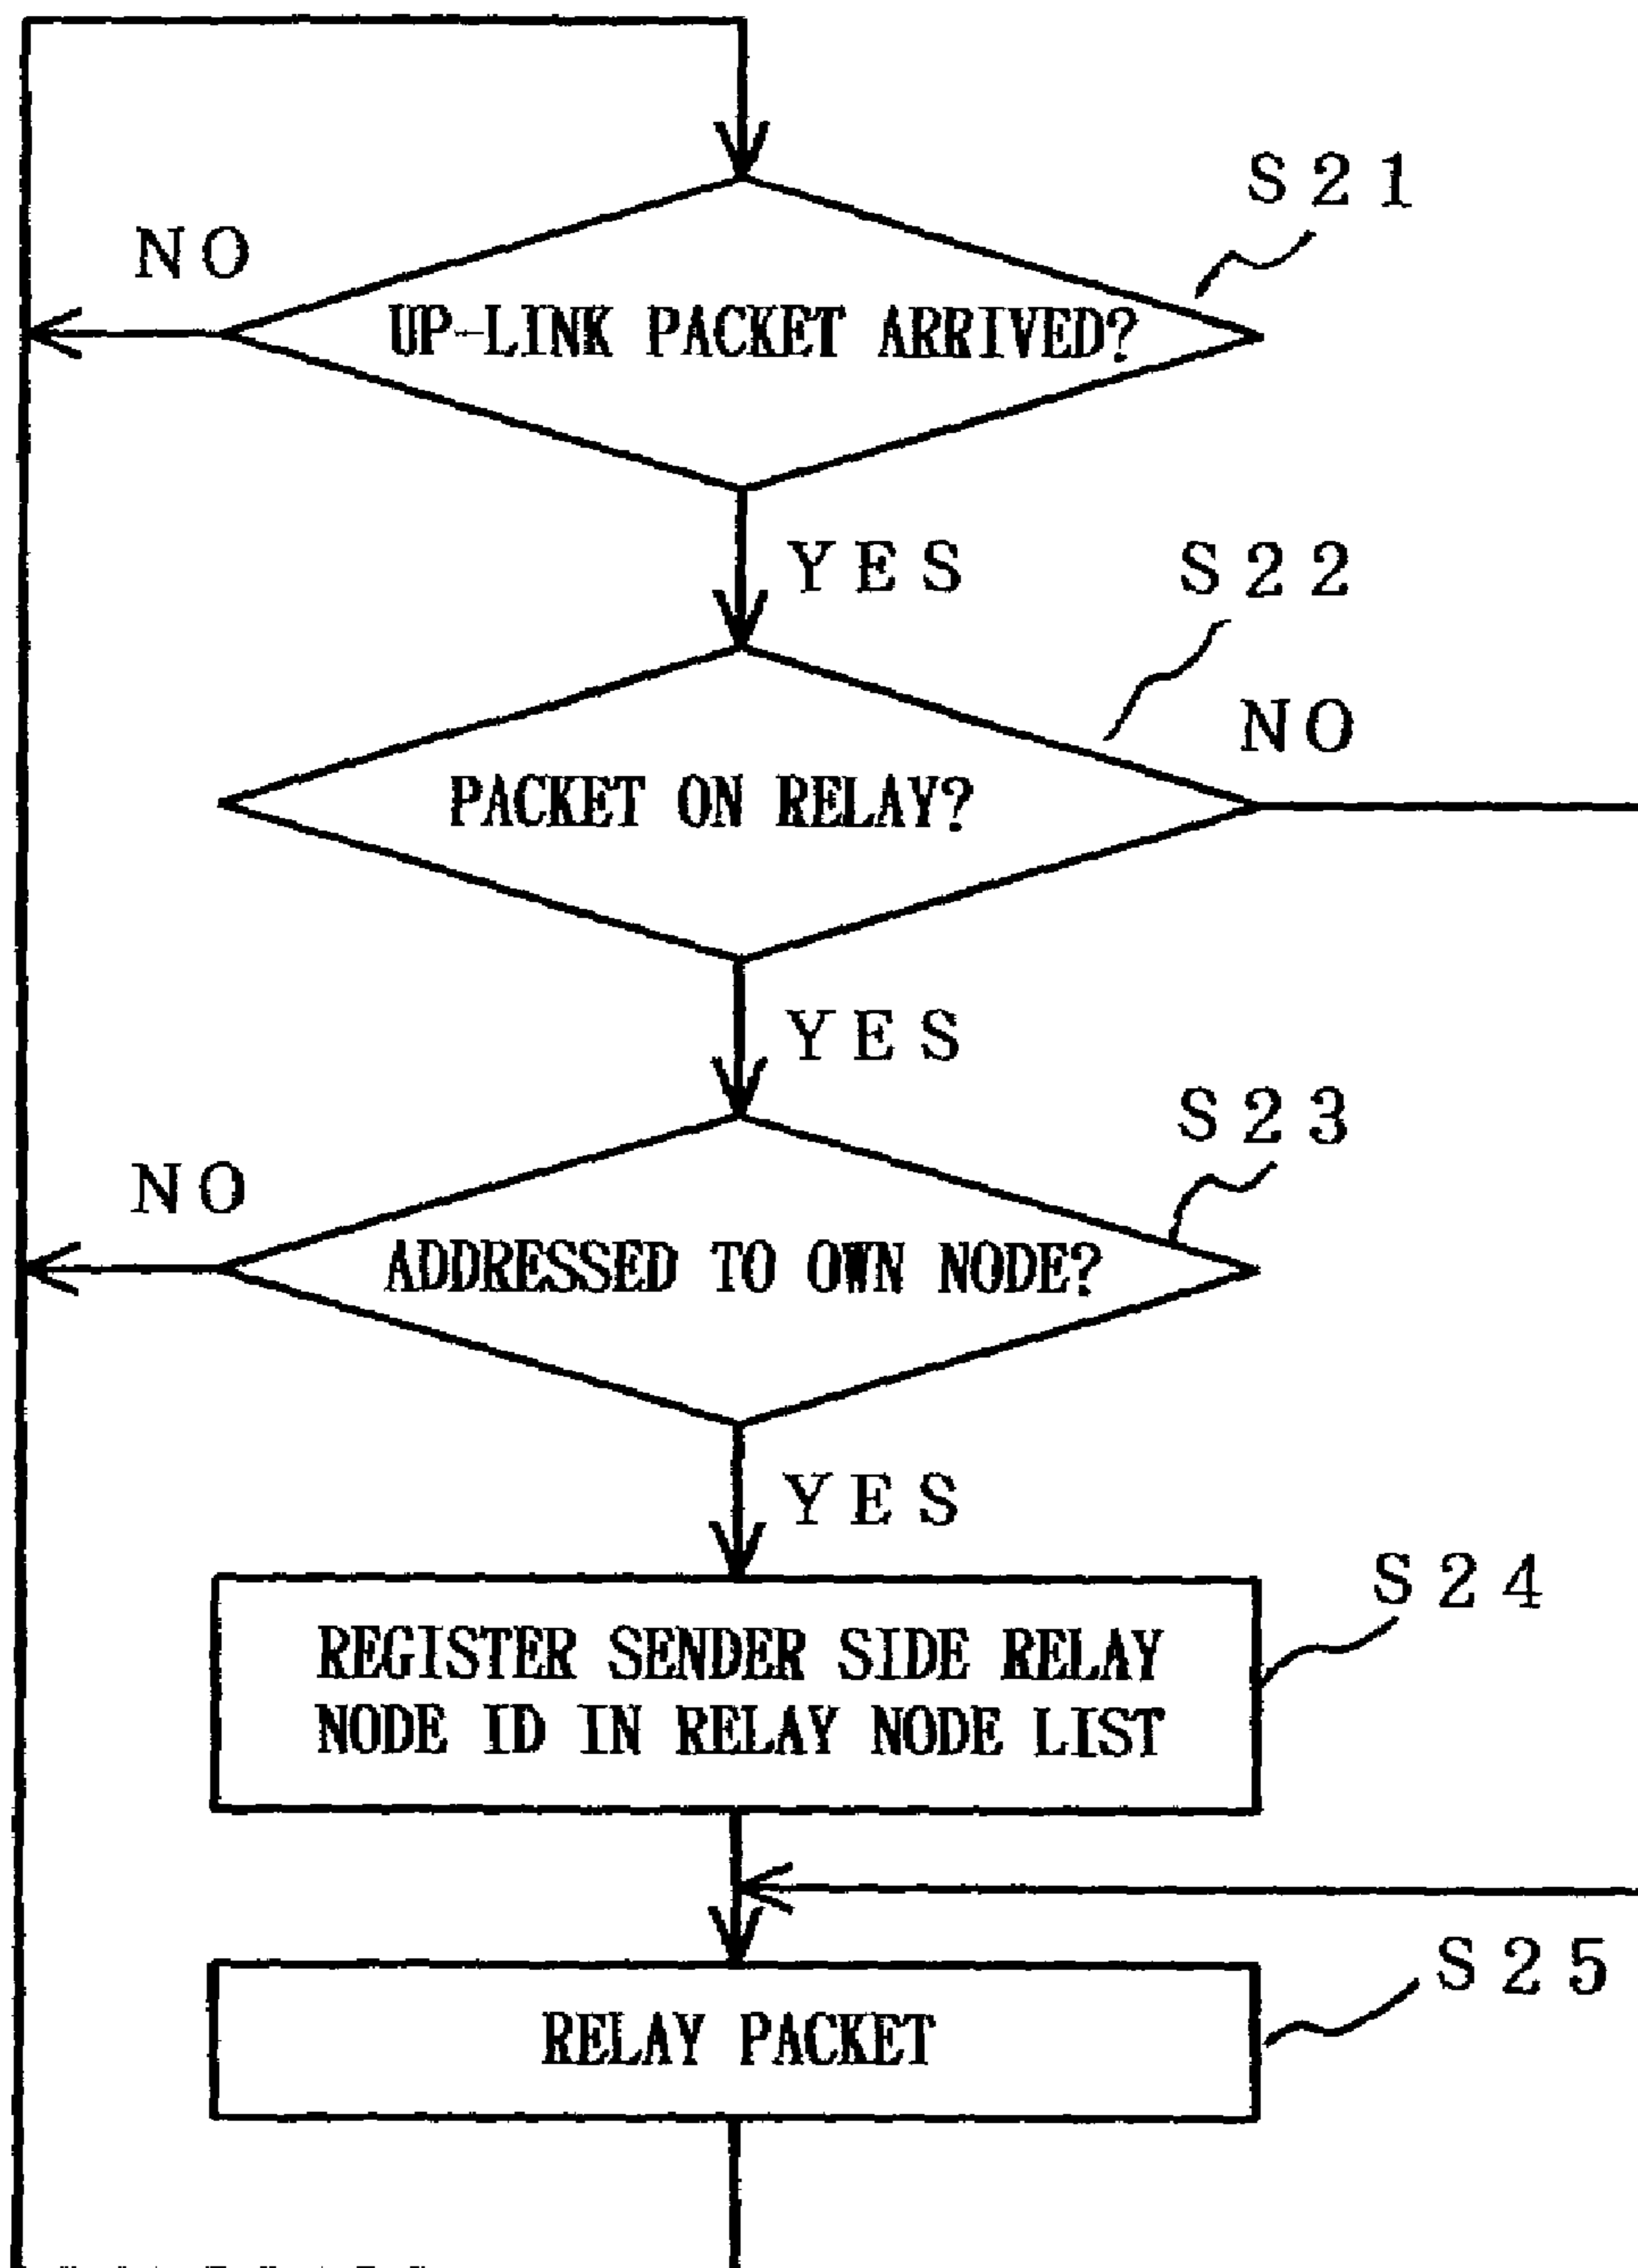 S21
NO
UP-LINK PACKET ARRIVED?
YES
S22
NO
PACKET ON RELAY?
YES
S23
NO
ADDRESSED TO OWN NODE?
YES
S24
REGISTER SENDER SIDE RELAY
NODE ID IN RELAY NODE LIST
S25
RELAY PACKET